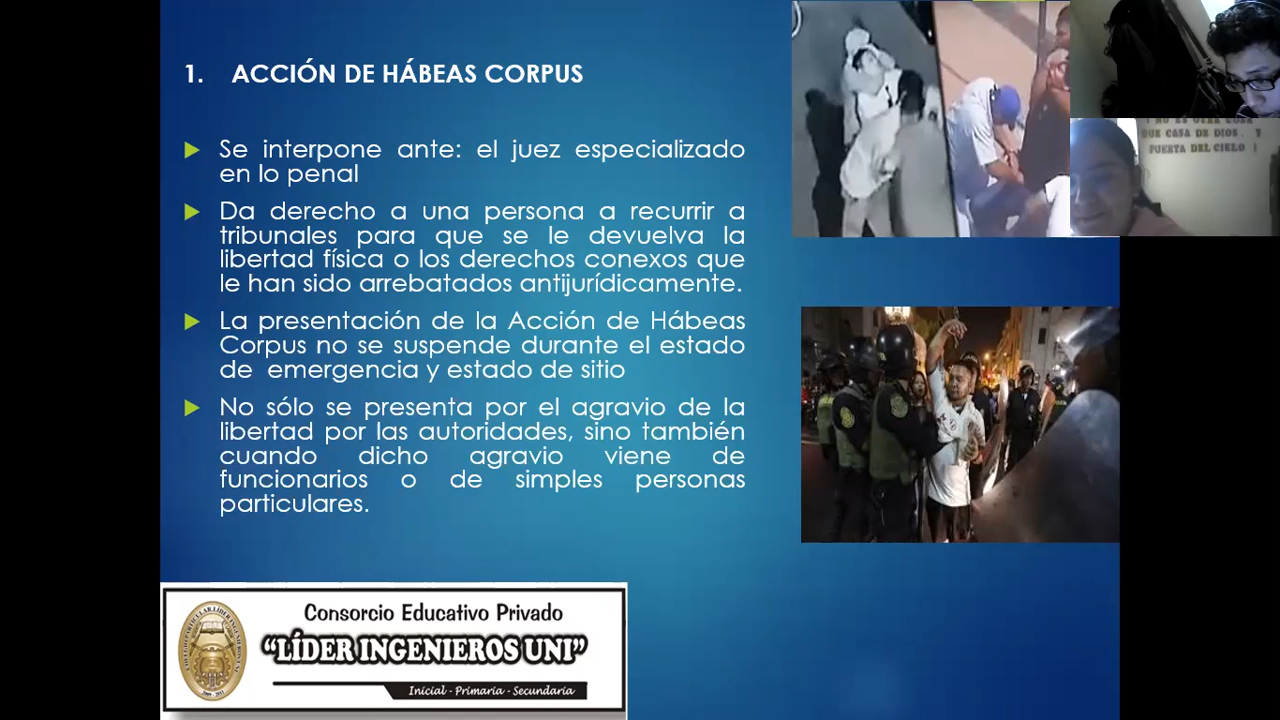 1. ACCIÓN DE HÁBEAS CORPUS
Se interpone ante: el juez especializado
en lo penal
Da derecho a una persona a recurrir a
tribunales para que se le devuelva la
libertad física o los derechos conexos que
le han sido arrebatados antijurídicamente.
La presentación de la Acción de Hábeas
Corpus no se suspende durante el estado
de emergencia y estado de sitio
No sólo se presenta por el agravio de la
libertad por las autoridades, sino también
cuando dicho agravio viene de
funcionarios o de simples personas
particulares.
NO ES OTRA COSA
QUE CASA DE DIOS. Y
PUERTA DEL CIELO
Consorcio Educativo Privado
“LÍDER INGENIEROS UNI”
Inicial - Primaria - Secundaria